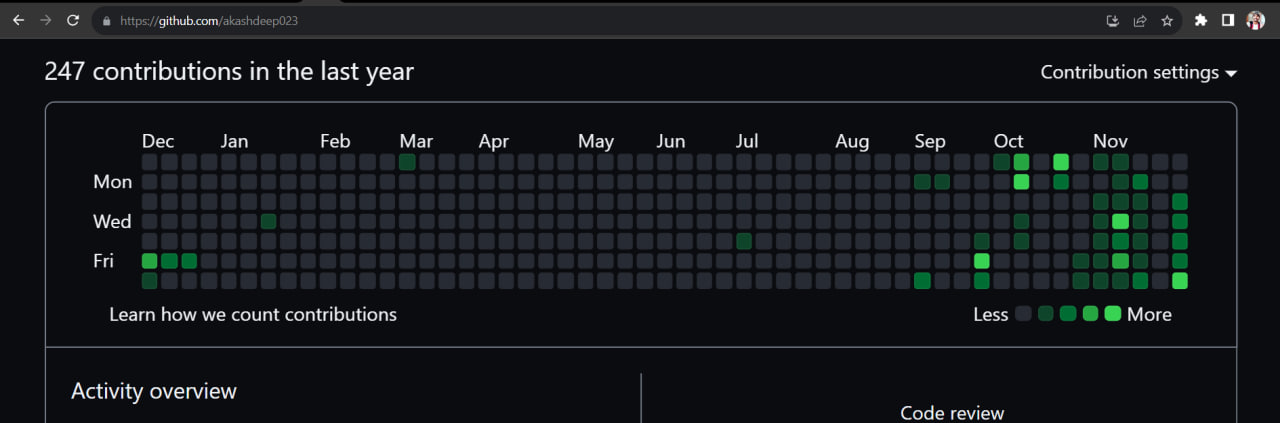 https://github.com/akashdeep023
247 contributions in the last year
Contribution settings
Dec Jan Feb Mar Apr May Jun Jul Aug Sep Oct Nov
Mon
Wed
Fri
Learn how we count contributions
Less More
Activity overview
Code review